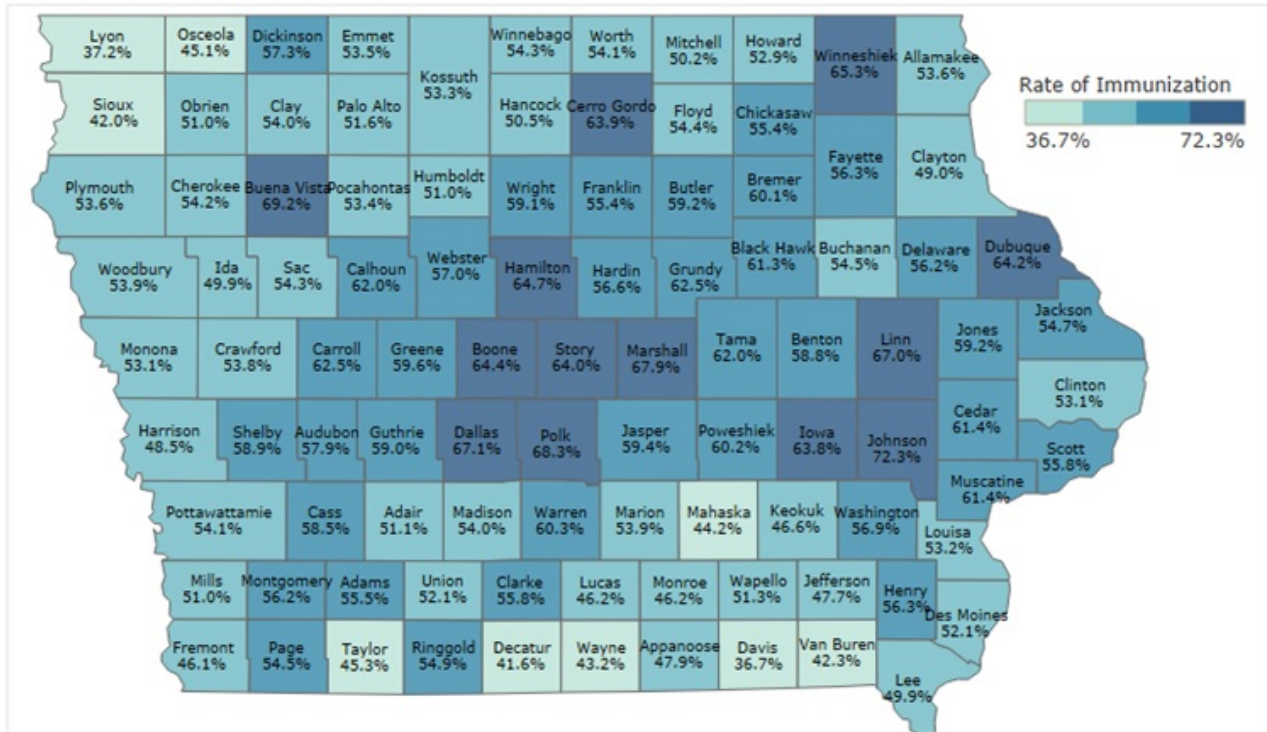 Lyon
37.2%
Osceola
45.1%
Dickinson
57.3%
Emmet
53.5%
Kossuth
53.3%
Winnebago
54.3%
Worth
54.1%
Mitchell
50.2%
Howard
52.9%
Winneshiek
65.3%
Allamakee
53.6%
Rate of Immunization
36.7%
72.3%
Sioux
42.0%
Obrien
51.0%
Clay
54.0%
Palo Alto
51.6%
Hancock
50.5%
Cerro Gordo
63.9%
Floyd
54.4%
Chickasaw
55.4%
Fayette
56.3%
Clayton
49.0%
Plymouth
53.6%
Cherokee
54.2%
Buena Vista
69.2%
Pocahontas
53.4%
Humboldt
51.0%
Wright
59.1%
Franklin
55.4%
Butler
59.2%
Bremer
60.1%
Woodbury
53.9%
Ida
49.9%
Sac
54.3%
Calhoun
62.0%
Webster
57.0%
Hamilton
64.7%
Hardin
56.6%
Grundy
62.5%
Black Hawk
61.3%
Buchanan
54.5%
Delaware
56.2%
Dubuque
64.2%
Monona
53.1%
Crawford
53.8%
Carroll
62.5%
Greene
59.6%
Boone
64.4%
Story
64.0%
Marshall
67.9%
Tama
62.0%
Benton
58.8%
Linn
67.0%
Jones
59.2%
Jackson
54.7%
Clinton
53.1%
Harrison
48.5%
Shelby
58.9%
Audubon
57.9%
Guthrie
59.0%
Dallas
67.1%
Polk
68.3%
Jasper
59.4%
Poweshiek
60.2%
Iowa
63.8%
Johnson
72.3%
Cedar
61.4%
Scott
55.8%
Muscatine
61.4%
Pottawattamie
54.1%
Cass
58.5%
Adair
51.1%
Madison
54.0%
Warren
60.3%
Marion
53.9%
Mahaska
44.2%
Keokuk
46.6%
Washington
56.9%
Louisa
53.2%
Mills
51.0%
Montgomery
56.2%
Adams
55.5%
Union
52.1%
Clarke
55.8%
Lucas
46.2%
Monroe
46.2%
Wapello
51.3%
Jefferson
47.7%
Henry
56.3%
Des Moines
52.1%
Fremont
46.1%
Page
54.5%
Taylor
45.3%
Ringgold
54.9%
Decatur
41.6%
Wayne
43.2%
Appanoose
47.9%
Davis
36.7%
Van Buren
42.3%
Lee
49.9%